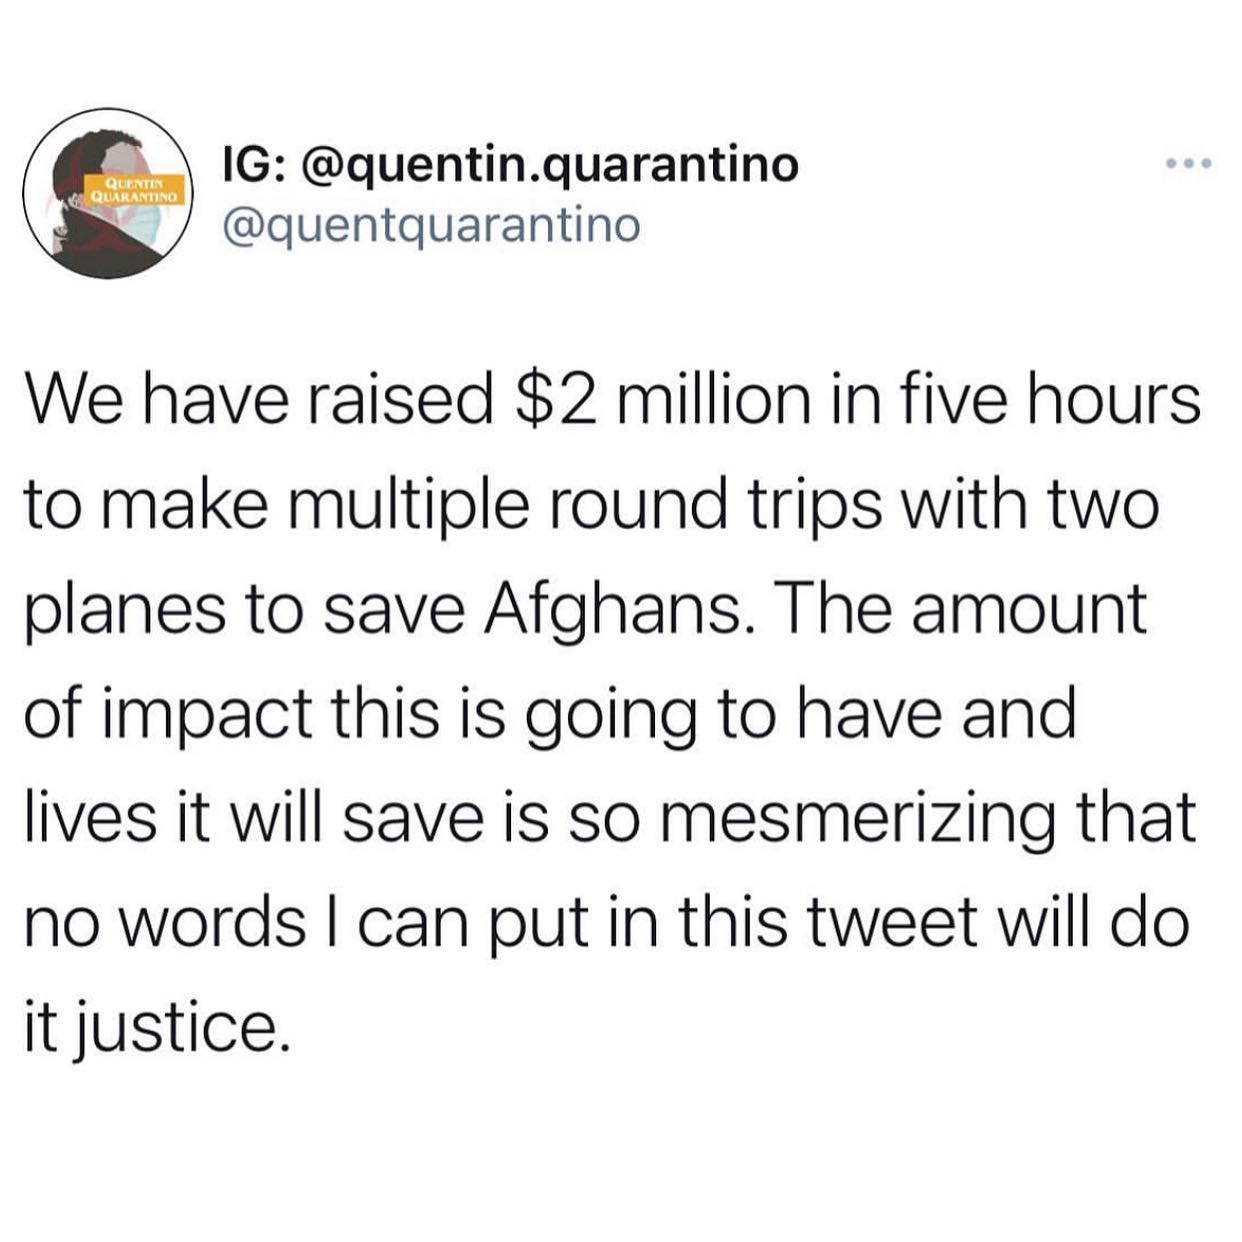 QUENTIN
QUARANTINO
IG: @quentin.quarantino
@quentquarantino
We have raised $2 million in five hours
to make multiple round trips with two
planes to save Afghans. The amount
of impact this is going to have and
lives it will save is so mesmerizing that
no words I can put in this tweet will do
it justice.